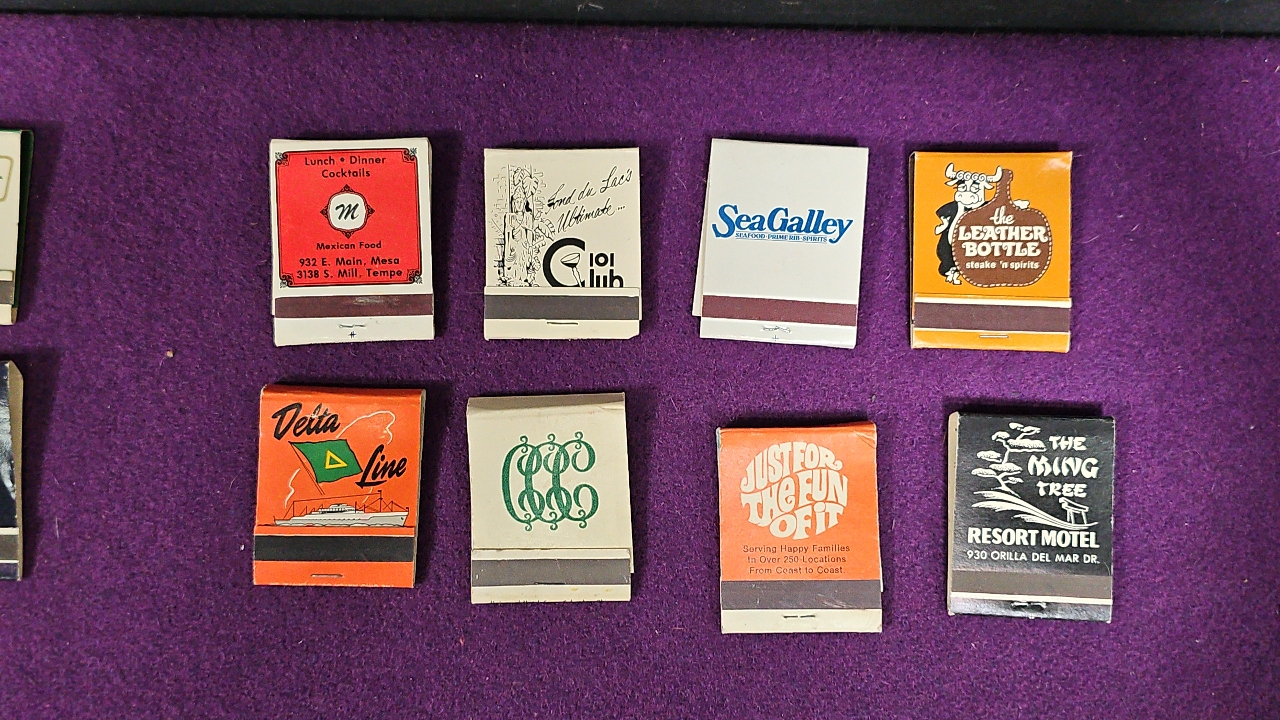 Lunch • Dinner
Cocktails
M
Mexican Food
932 E. Main, Mesa
3138 S. Mill, Tempe
Fond du Lac's
Ultimate...
101
Club
SeaGalley
SEAFOOD·PRIME RIB·SPIRITS
the
LEATHER
BOTTLE
steaks 'n spirits
Delta
Line
CCC
JUST FOR
THE FUN
OF iT
Serving Happy Families
In Over 250 Locations
From Coast to Coast.
THE
MING
TREE
RESORT MOTEL
930 ORILLA DEL MAR DR.